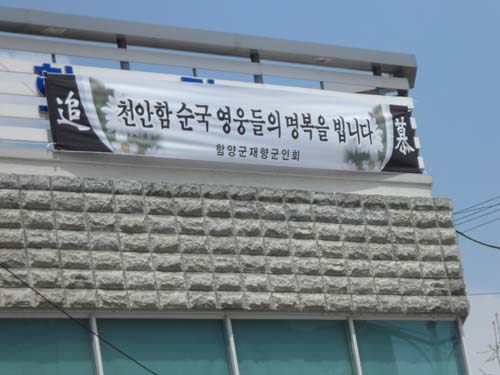 追 천안함 순국 영웅들의 명복을 빕니다 慕
함양군재향군인회